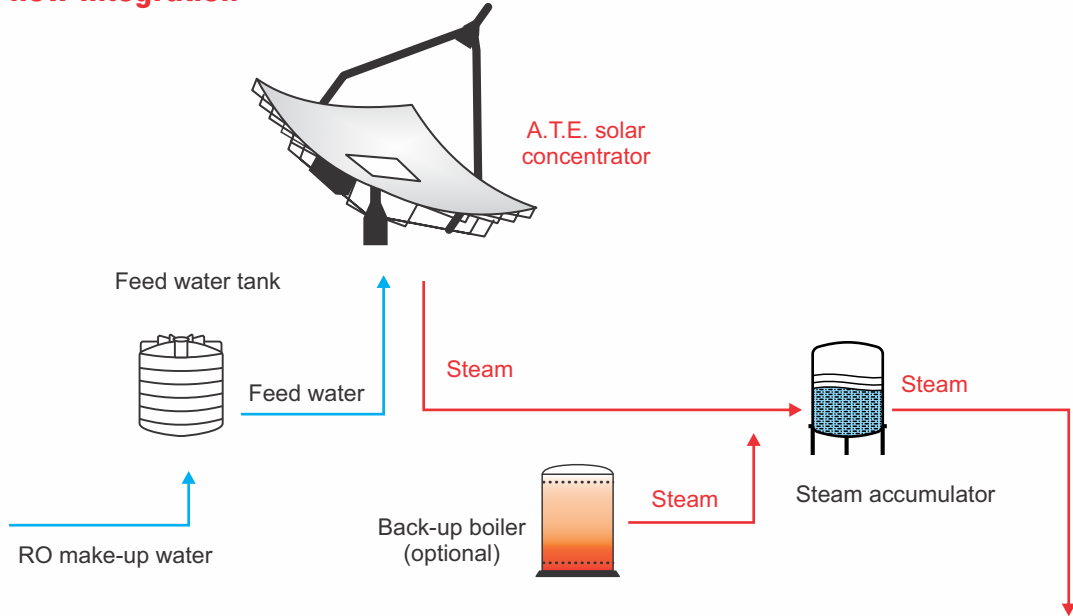 A.T.E. solar
concentrator
Feed water tank
Feed water
Steam
Steam
Steam
Back-up boiler
(optional)
Steam accumulator
RO make-up water